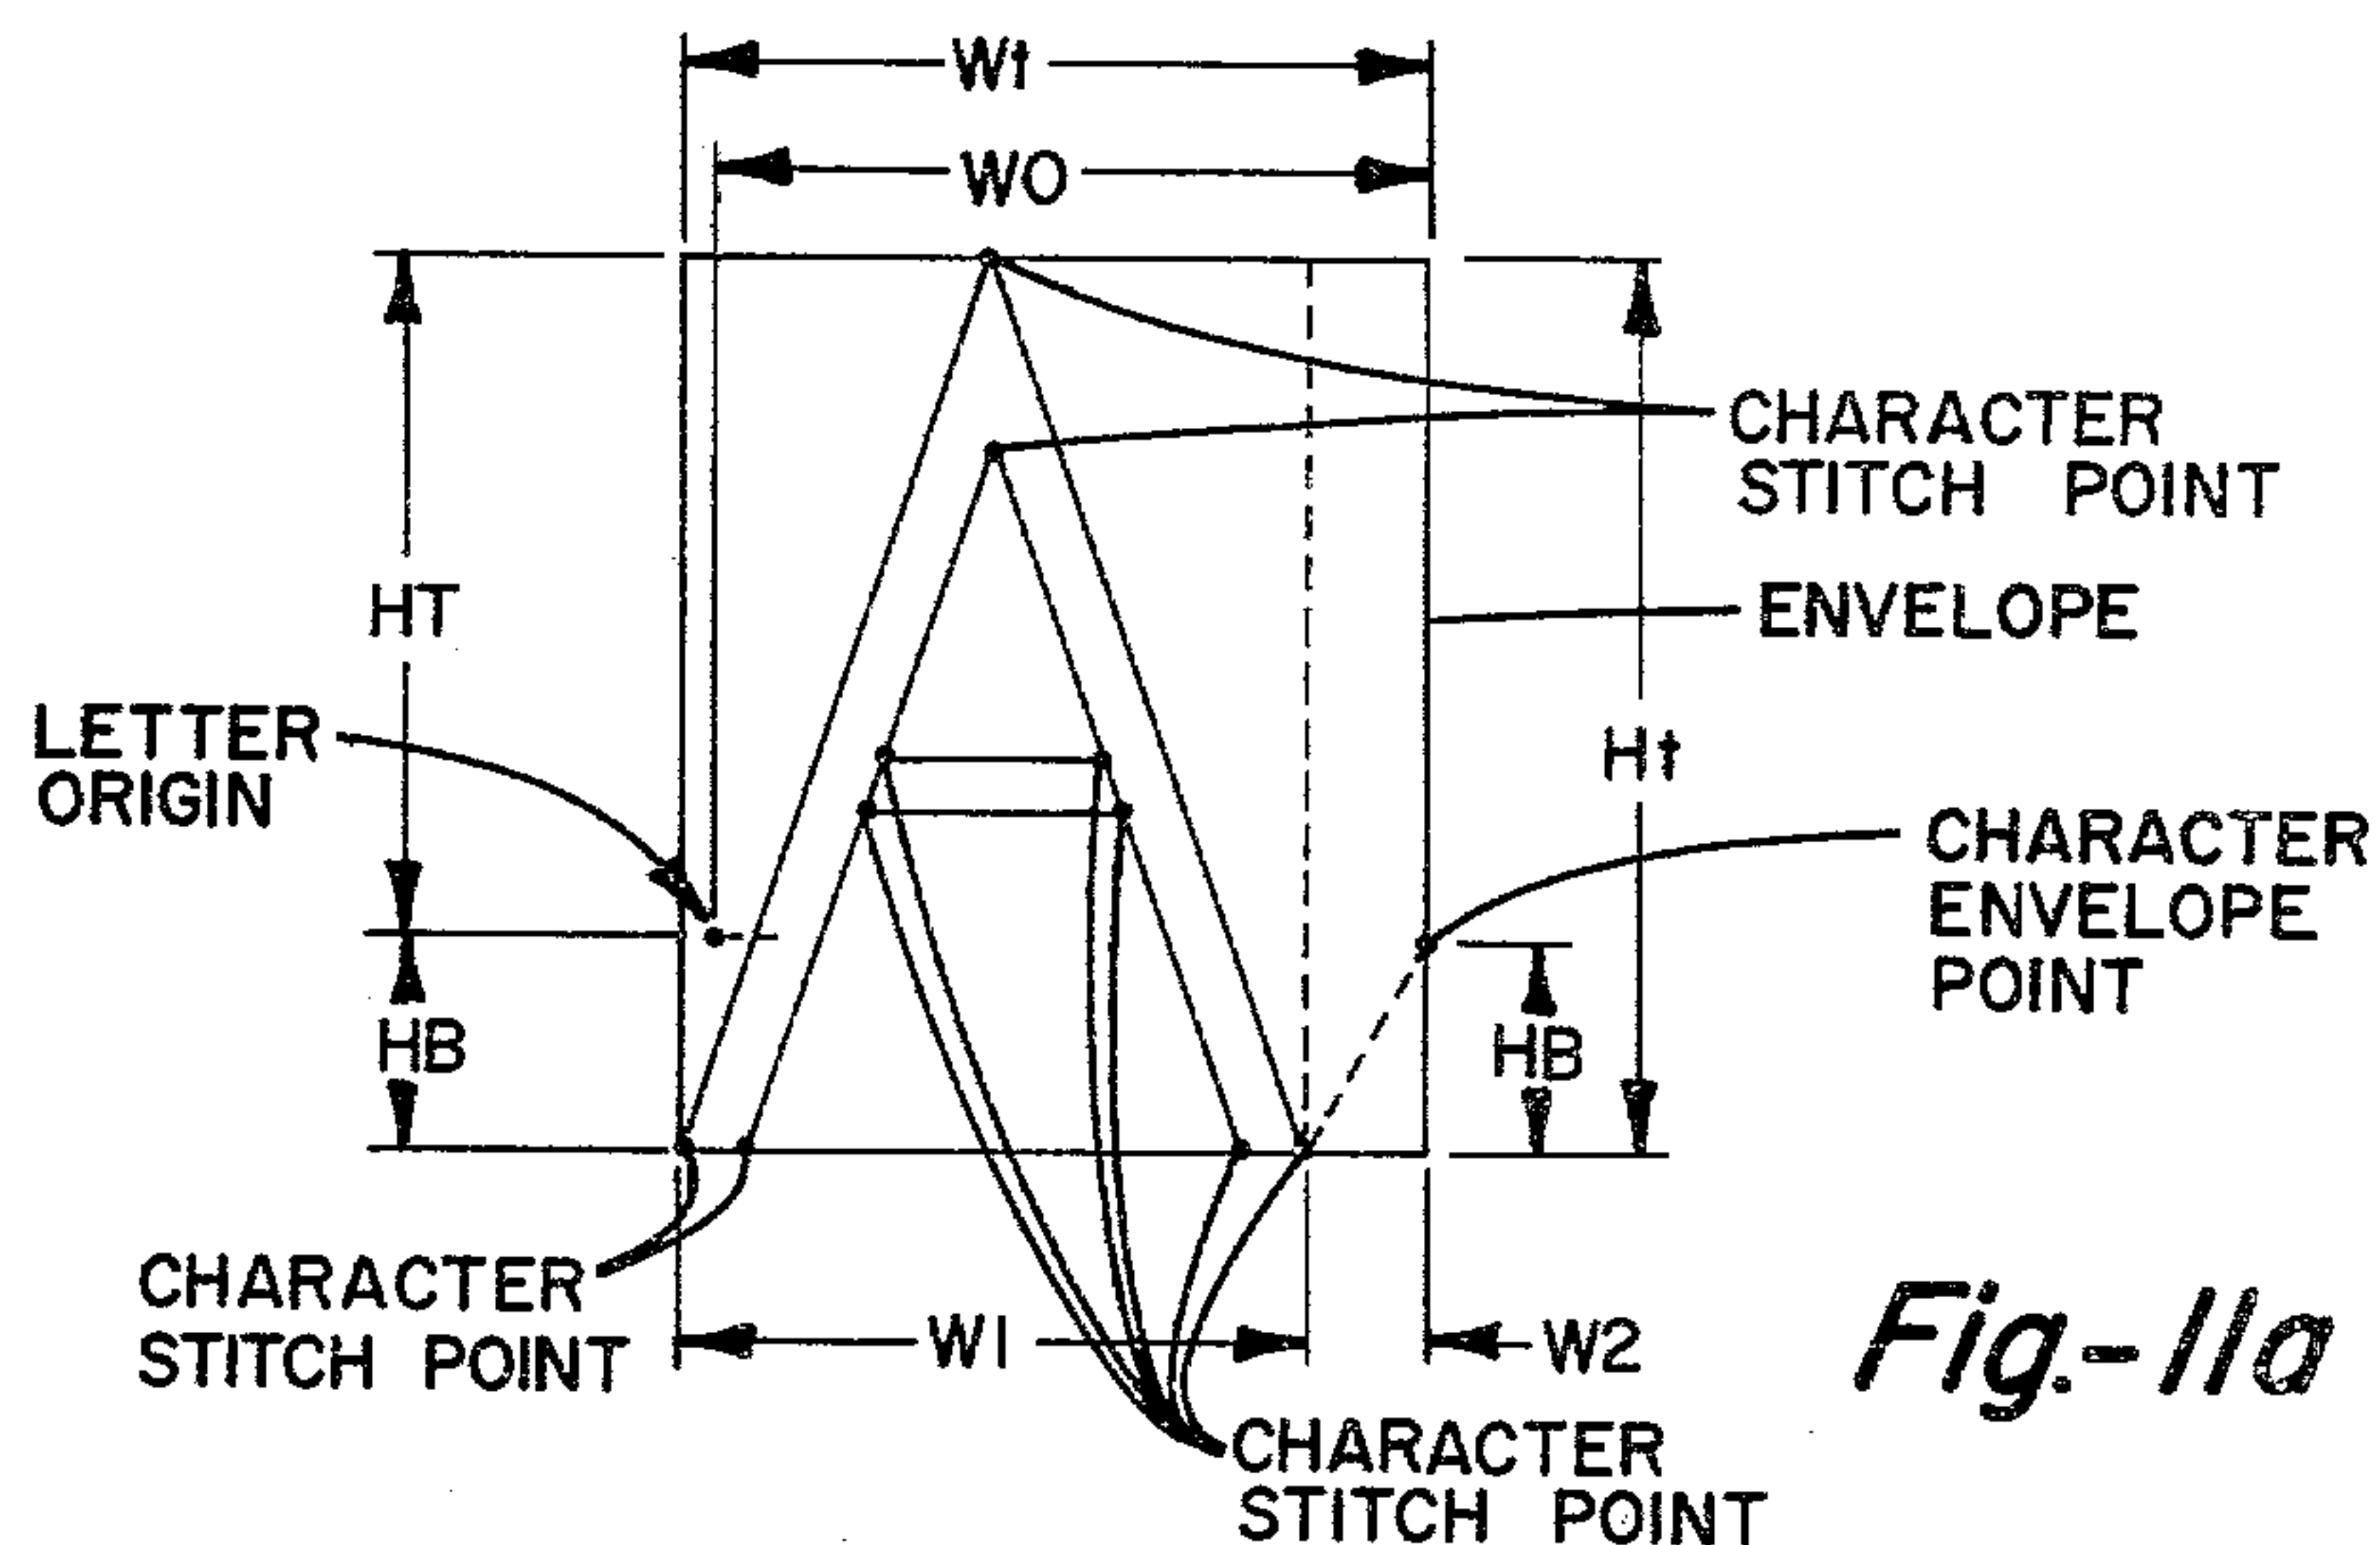 Wt
WO
CHARACTER
STITCH POINT
HT
ENVELOPE
LETTER
ORIGIN
Ht
CHARACTER
ENVELOPE
POINT
HB
HB
CHARACTER
STITCH POINT
W1
W2
Fig.-11a
CHARACTER
STITCH POINT